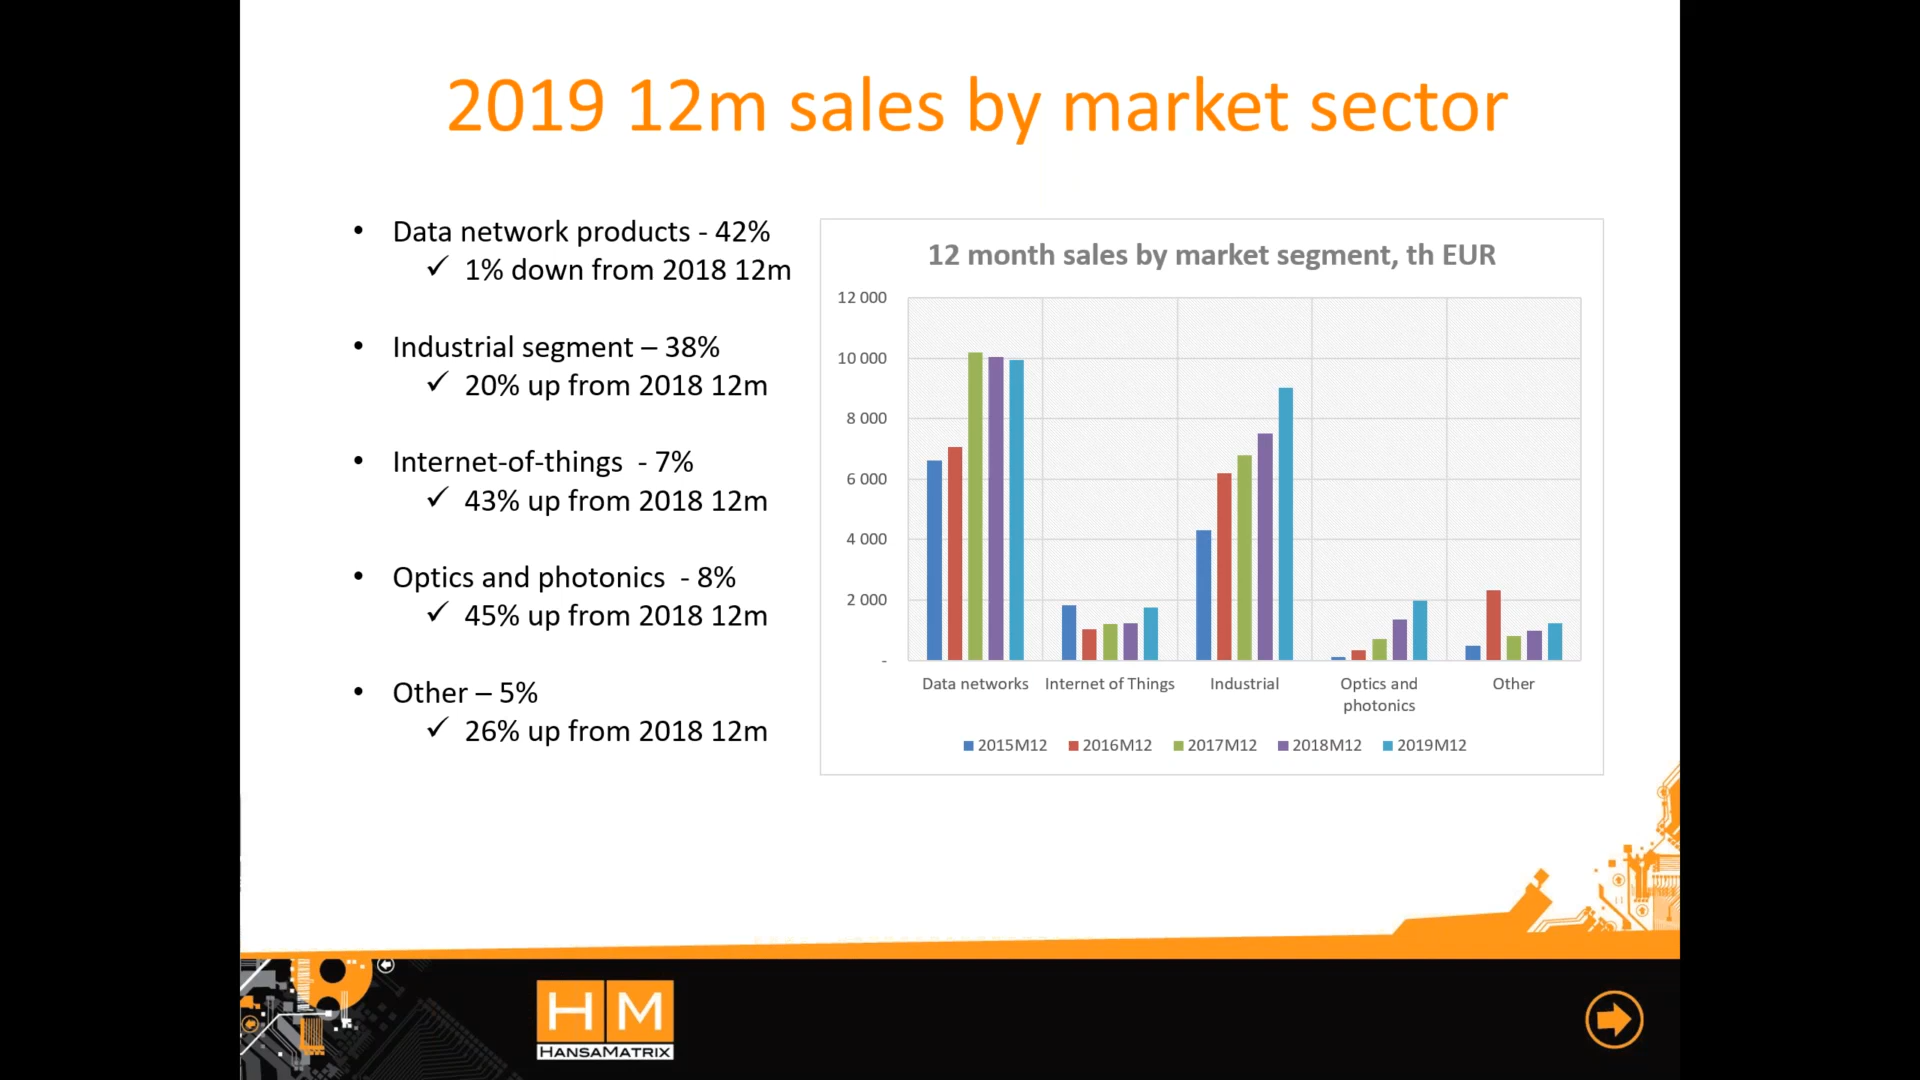 2019 12m sales by market sector
• Data network products - 42%
✓ 1% down from 2018 12m
• Industrial segment – 38%
✓ 20% up from 2018 12m
• Internet-of-things - 7%
✓ 43% up from 2018 12m
• Optics and photonics - 8%
✓ 45% up from 2018 12m
• Other – 5%
✓ 26% up from 2018 12m
12 month sales by market segment, th EUR
12 000
10 000
8 000
6 000
4 000
2 000
-
Data networks Internet of Things Industrial Optics and photonics Other
2015M12 2016M12 2017M12 2018M12 2019M12
HM
HANSAMATRIX